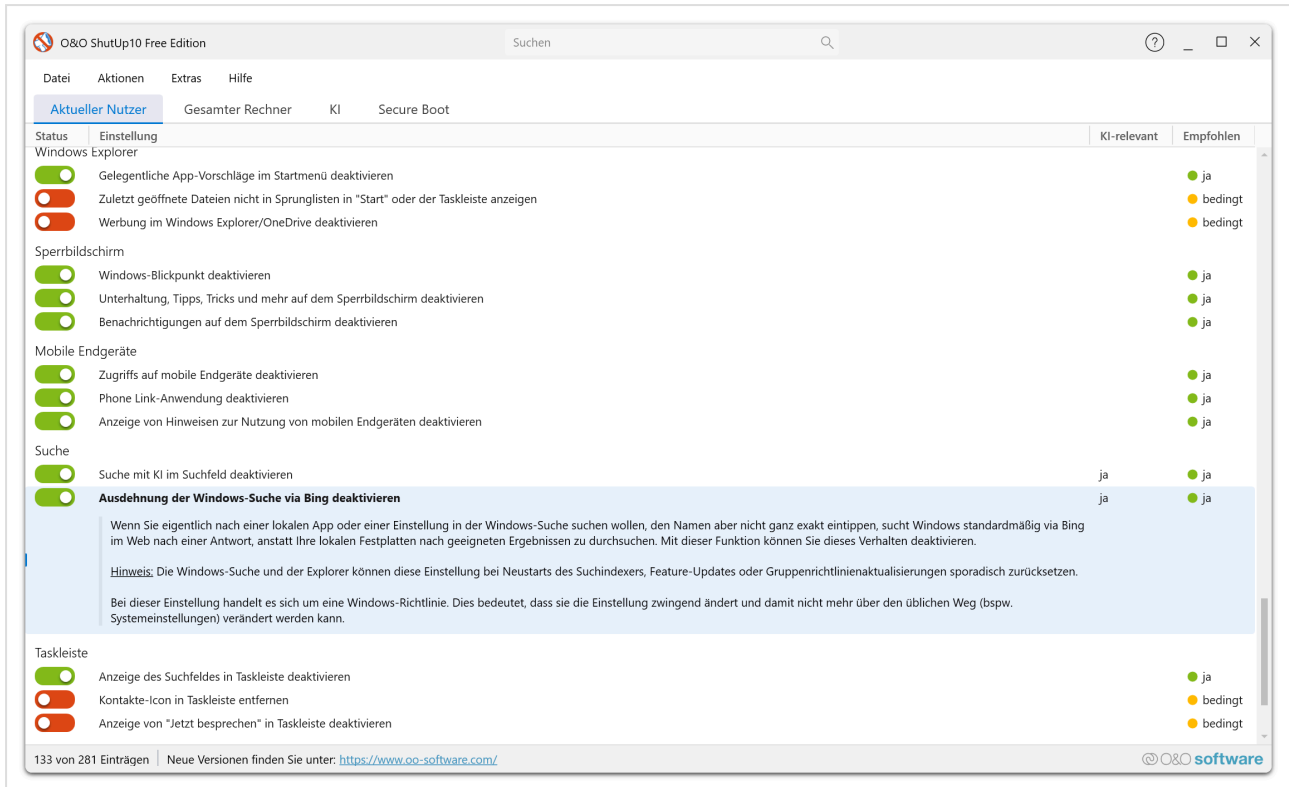 O&O ShutUp10 Free Edition
Suchen
?
Datei Aktionen Extras Hilfe
Aktueller Nutzer Gesamter Rechner KI Secure Boot
Status Einstellung KI-relevant Empfohlen
Windows Explorer
Gelegentliche App-Vorschläge im Startmenü deaktivieren ja
Zuletzt geöffnete Dateien nicht in Sprunglisten in "Start" oder der Taskleiste anzeigen bedingt
Werbung im Windows Explorer/OneDrive deaktivieren bedingt
Sperrbildschirm
Windows-Blickpunkt deaktivieren ja
Unterhaltung, Tipps, Tricks und mehr auf dem Sperrbildschirm deaktivieren ja
Benachrichtigungen auf dem Sperrbildschirm deaktivieren ja
Mobile Endgeräte
Zugriffs auf mobile Endgeräte deaktivieren ja
Phone Link-Anwendung deaktivieren ja
Anzeige von Hinweisen zur Nutzung von mobilen Endgeräten deaktivieren ja
Suche
Suche mit KI im Suchfeld deaktivieren ja ja
Ausdehnung der Windows-Suche via Bing deaktivieren ja ja
Wenn Sie eigentlich nach einer lokalen App oder einer Einstellung in der Windows-Suche suchen wollen, den Namen aber nicht ganz exakt eintippen, sucht Windows standardmäßig via Bing
im Web nach einer Antwort, anstatt Ihre lokalen Festplatten nach geeigneten Ergebnissen zu durchsuchen. Mit dieser Funktion können Sie dieses Verhalten deaktivieren.
Hinweis: Die Windows-Suche und der Explorer können diese Einstellung bei Neustarts des Suchindexers, Feature-Updates oder Gruppenrichtlinienaktualisierungen sporadisch zurücksetzen.
Bei dieser Einstellung handelt es sich um eine Windows-Richtlinie. Dies bedeutet, dass sie die Einstellung zwingend ändert und damit nicht mehr über den üblichen Weg (bspw.
Systemeinstellungen) verändert werden kann.
Taskleiste
Anzeige des Suchfeldes in Taskleiste deaktivieren ja
Kontakte-Icon in Taskleiste entfernen bedingt
Anzeige von "Jetzt besprechen" in Taskleiste deaktivieren bedingt
133 von 281 Einträgen Neue Versionen finden Sie unter: https://www.oo-software.com/ O&O software